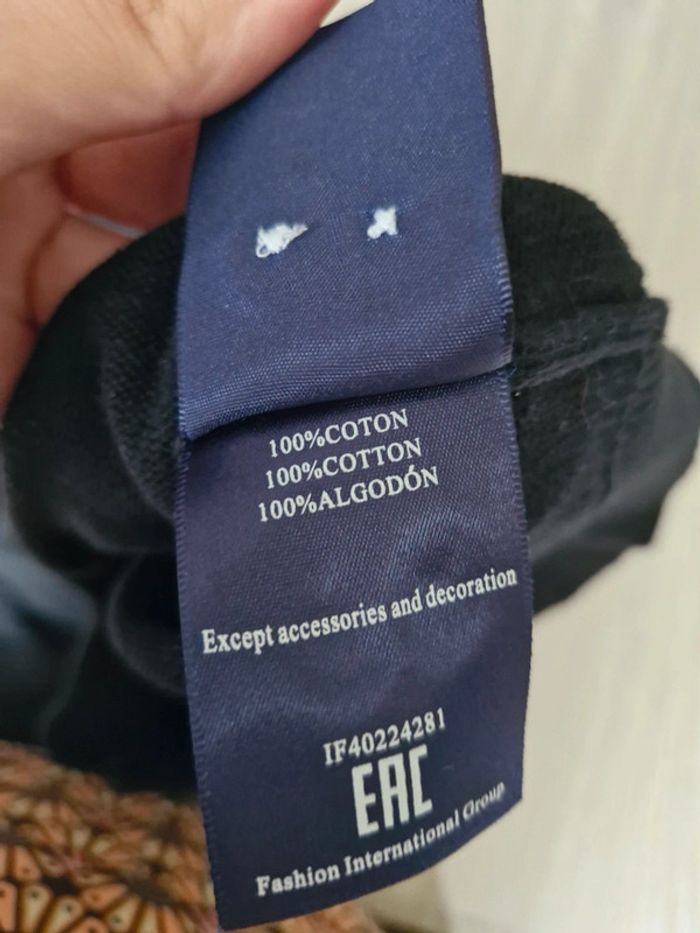 100%COTON
100%COTTON
100%ALGODÓN
Except accessories and decoration
IF40224281
EAC
Fashion International Group